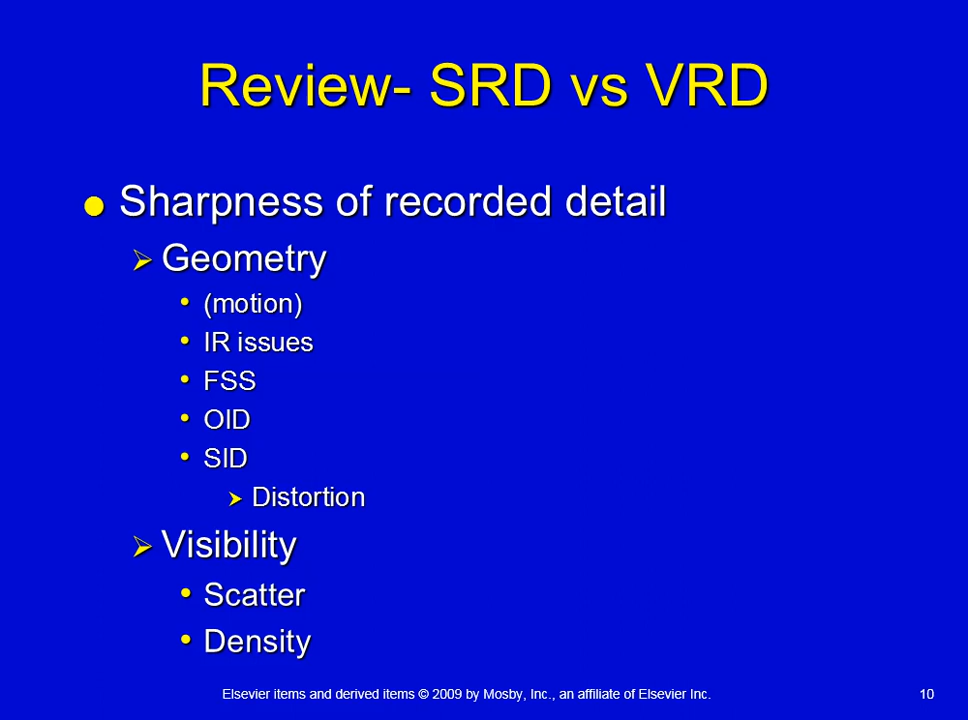 Review- SRD vs VRD
Sharpness of recorded detail
Geometry
(motion)
IR issues
FSS
OID
SID
Distortion
Visibility
Scatter
Density
Elsevier items and derived items © 2009 by Mosby, Inc., an affiliate of Elsevier Inc.
10